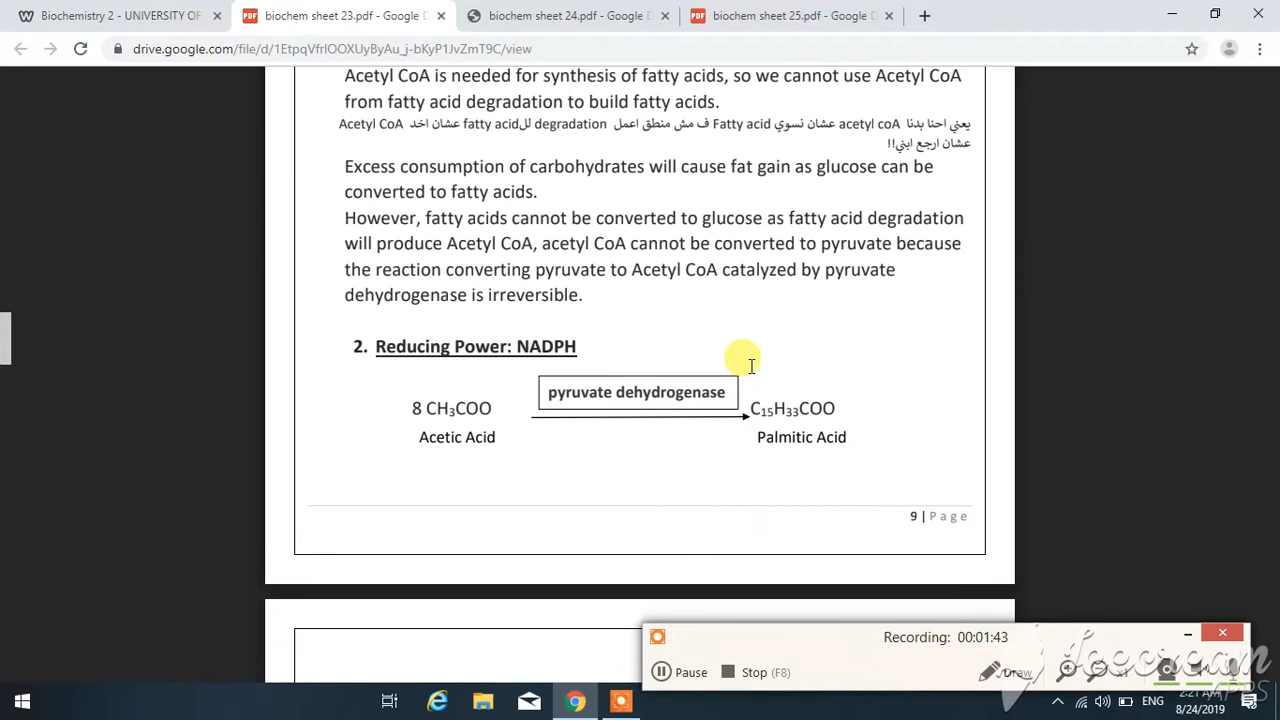 Biochemistry 2 - UNIVERSITY OF
biochem sheet 23.pdf - Google D
biochem sheet 24.pdf - Google D
biochem sheet 25.pdf - Google D
drive.google.com/file/d/1EtpqVfrIOOXUyByAu_j-bKyP1JvZmT9C/view
Acetyl CoA is needed for synthesis of fatty acids, so we cannot use Acetyl CoA
from fatty acid degradation to build fatty acids.
يعني احنا بدنا acetyl coA عشان نسوي Fatty acid ف مش منطق اعمل degradation للfatty acid عشان اخد Acetyl CoA
عشان ارجع ابني!!
Excess consumption of carbohydrates will cause fat gain as glucose can be
converted to fatty acids.
However, fatty acids cannot be converted to glucose as fatty acid degradation
will produce Acetyl CoA, acetyl CoA cannot be converted to pyruvate because
the reaction converting pyruvate to Acetyl CoA catalyzed by pyruvate
dehydrogenase is irreversible.
2. Reducing Power: NADPH
pyruvate dehydrogenase
8 CH₃COO C₁₅H₃₃COO
Acetic Acid Palmitic Acid
9 | P a g e
Recording: 00:01:43
Pause Stop (F8) Draw x1
Icecream
APPS
ENG
2:21 AM
8/24/2019